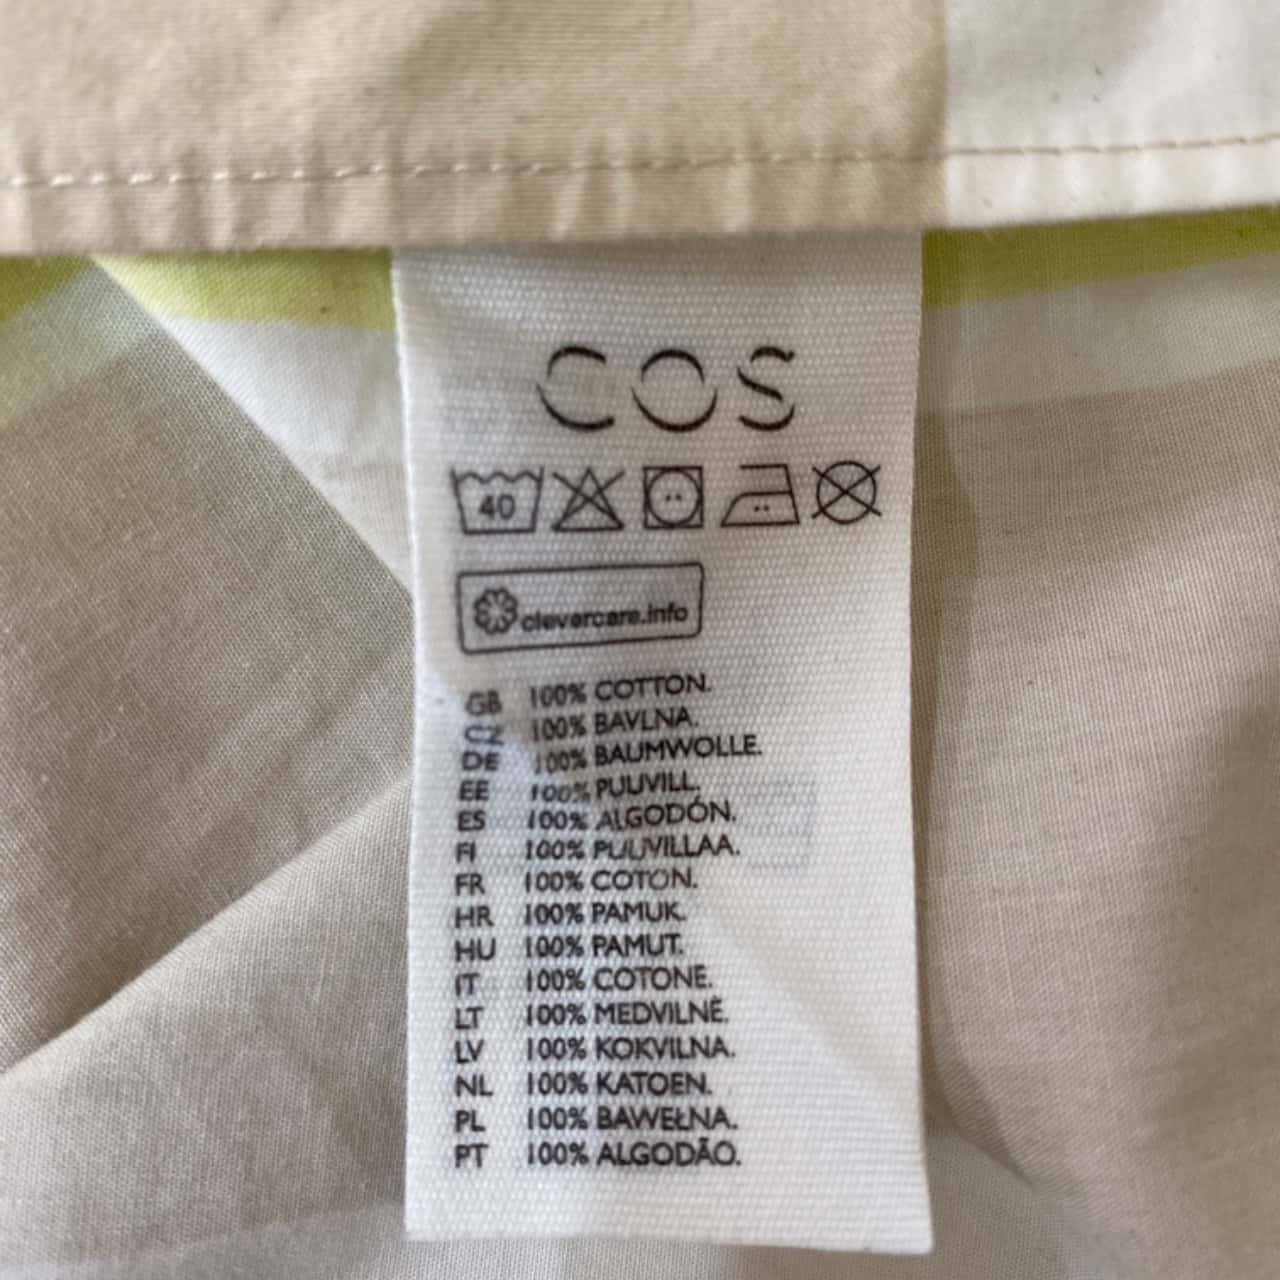 COS
40
clevercare.info
GB 100% COTTON.
CZ 100% BAVLNA.
DE 100% BAUMWOLLE.
EE 100% PUUVILL.
ES 100% ALGODÓN.
FI 100% PUUVILLAA.
FR 100% COTON.
HR 100% PAMUK.
HU 100% PAMUT.
IT 100% COTONE.
LT 100% MEDVILNĖ.
LV 100% KOKVILNA.
NL 100% KATOEN.
PL 100% BAWEŁNA.
PT 100% ALGODÃO.